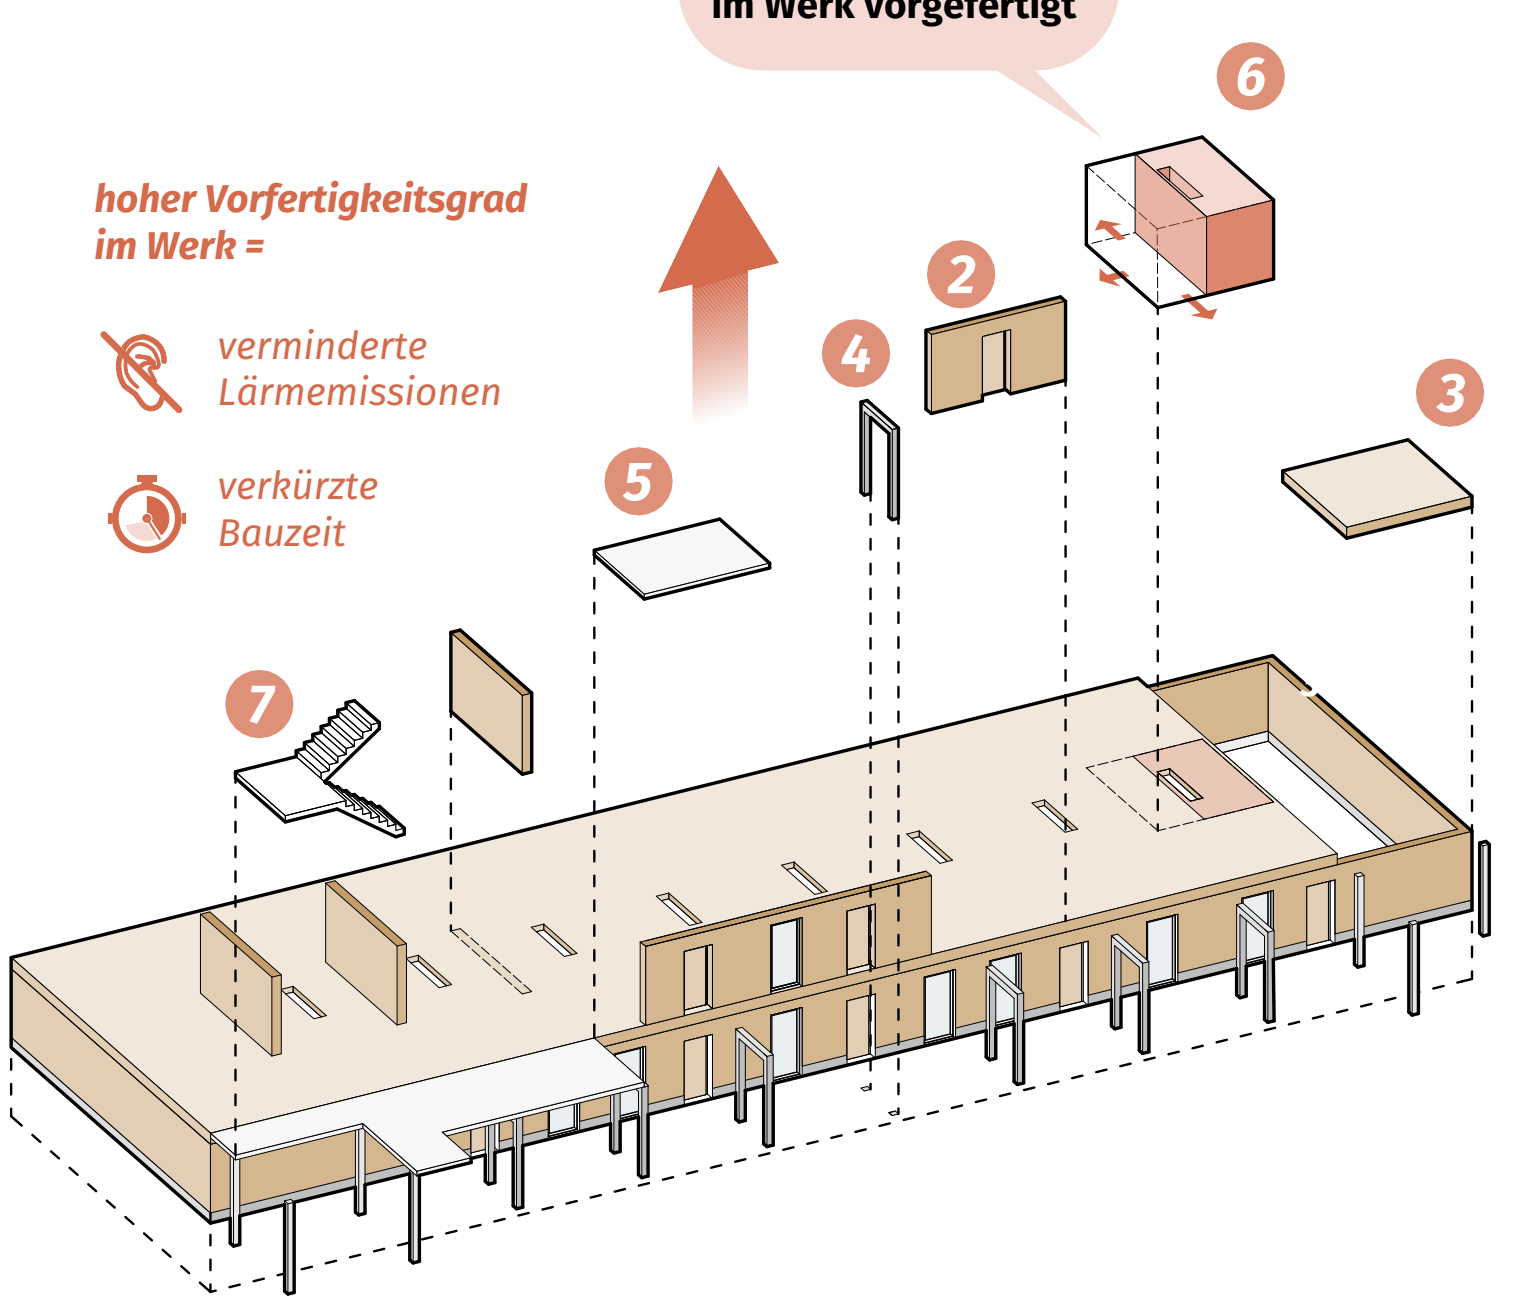 im Werk vorgefertigt
6
hoher Vorfertigkeitsgrad
im Werk =
2
4
verminderte
Lärmemissionen
3
5
verkürzte
Bauzeit
7